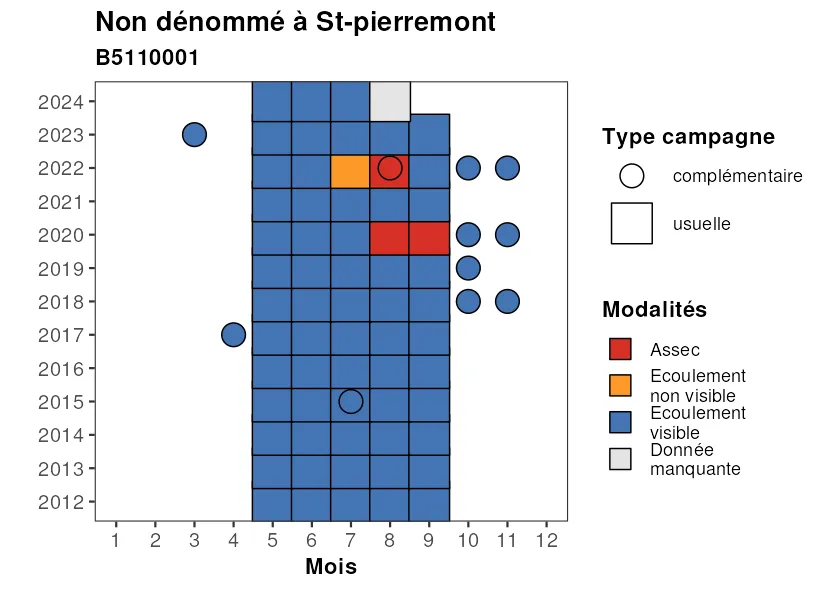 Non dénommé à St-pierremont
B5110001
2024
2023
2022
2021
2020
2019
2018
2017
2016
2015
2014
2013
2012
1 2 3 4 5 6 7 8 9 10 11 12
Mois
Type campagne
complémentaire
usuelle
Modalités
Assec
Ecoulement
non visible
Ecoulement
visible
Donnée
manquante